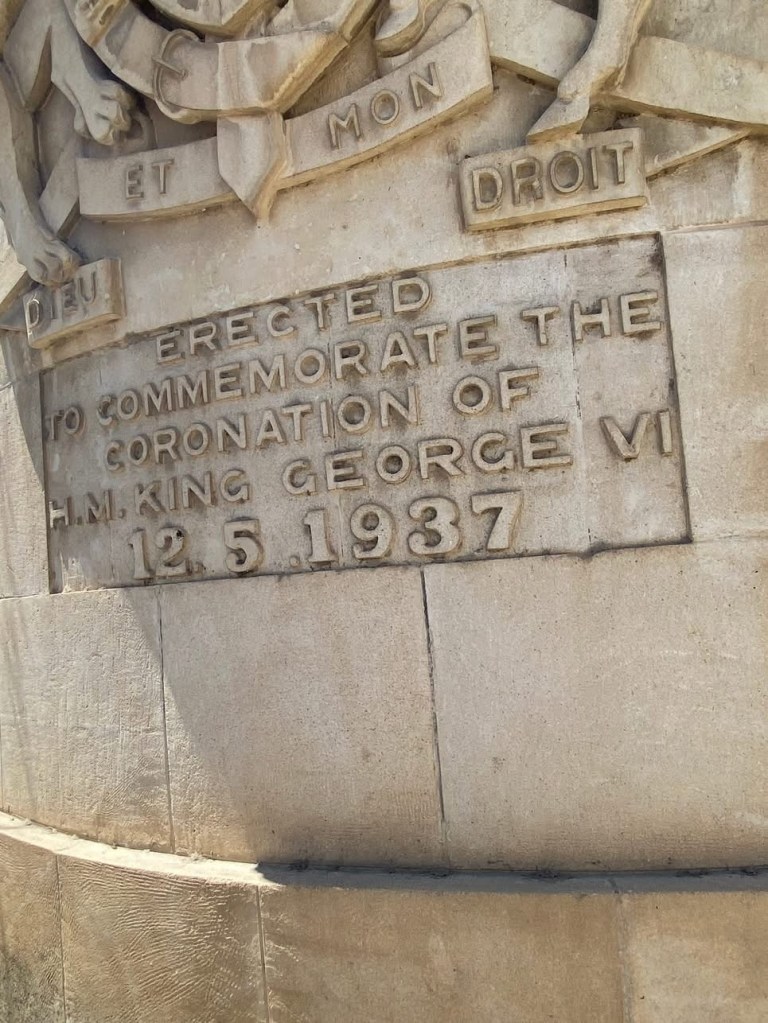 DIEU
ET
MON
DROIT
ERECTED
TO COMMEMORATE THE
CORONATION OF
H.M. KING GEORGE VI
12.5.1937